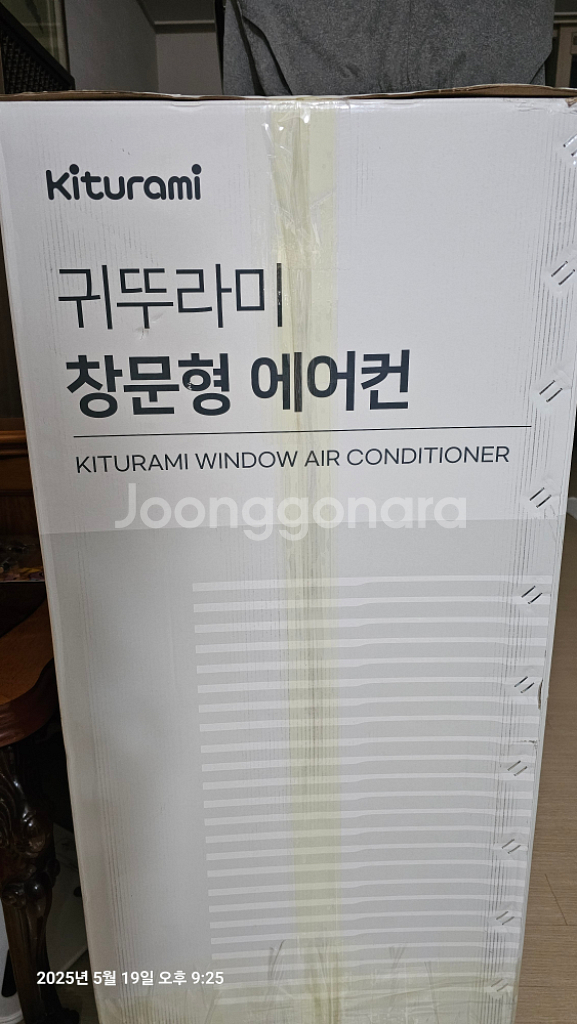 Kiturami
귀뚜라미
창문형 에어컨
KITURAMI WINDOW AIR CONDITIONER
Joonggonara
2025년 5월 19일 오후 9:25